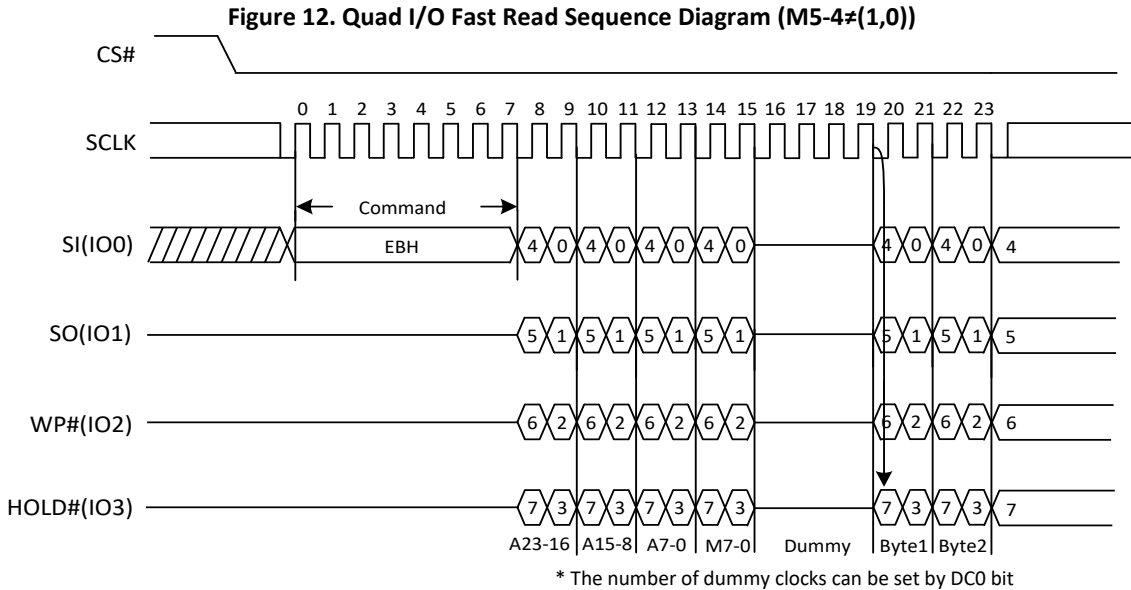 Figure 12. Quad I/O Fast Read Sequence Diagram (M5-4≠(1,0))
CS#
0 1 2 3 4 5 6 7 8 9 10 11 12 13 14 15 16 17 18 19 20 21 22 23
SCLK
Command
SI(IO0) EBH 4 0 4 0 4 0 4 0 4 0 4 0 4
SO(IO1) 5 1 5 1 5 1 5 1 5 1 5 1 5
WP#(IO2) 6 2 6 2 6 2 6 2 6 2 6 2 6
HOLD#(IO3) 7 3 7 3 7 3 7 3 7 3 7 3 7
A23-16 A15-8 A7-0 M7-0 Dummy Byte1 Byte2
* The number of dummy clocks can be set by DC0 bit